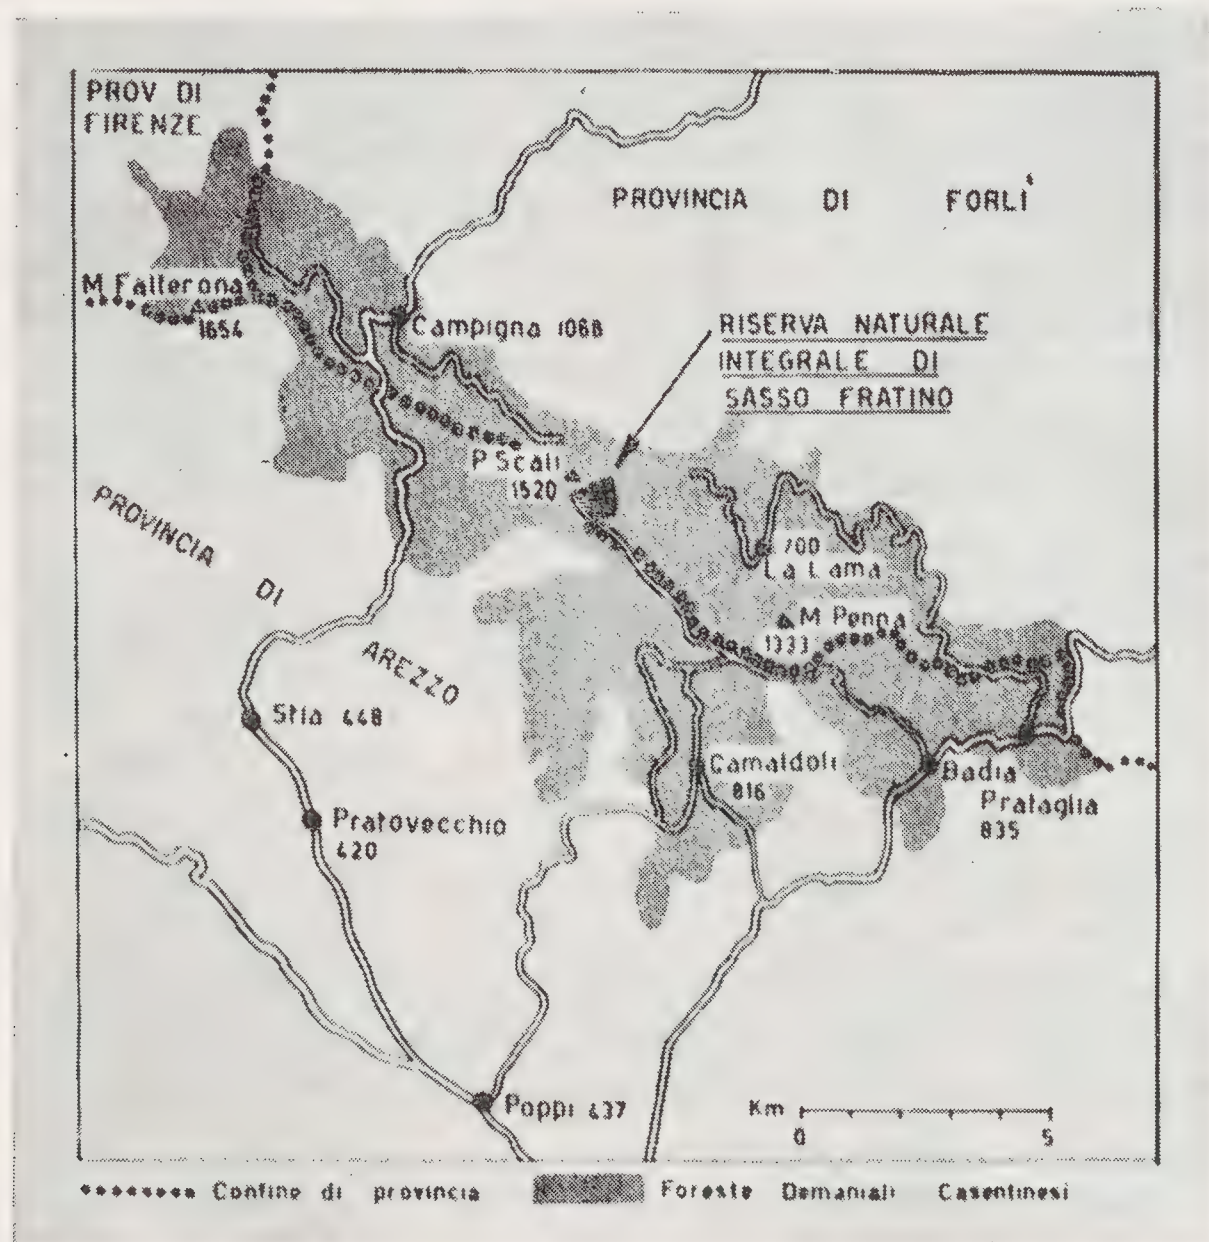 PROV DI
FIRENZE
PROVINCIA DI FORLÌ
M Falterona
1654
Campigna 1068
RISERVA NATURALE
INTEGRALE DI
SASSO FRATINO
P. Scali
1520
PROVINCIA DI AREZZO
700
La Lama
M Penna
1333
Stia 448
Camaldoli
816
Badia
Prataglia
835
Pratovecchio
420
Poppi 437
Km
0 5
Confine di provincia
Foreste Demaniali Casentinesi